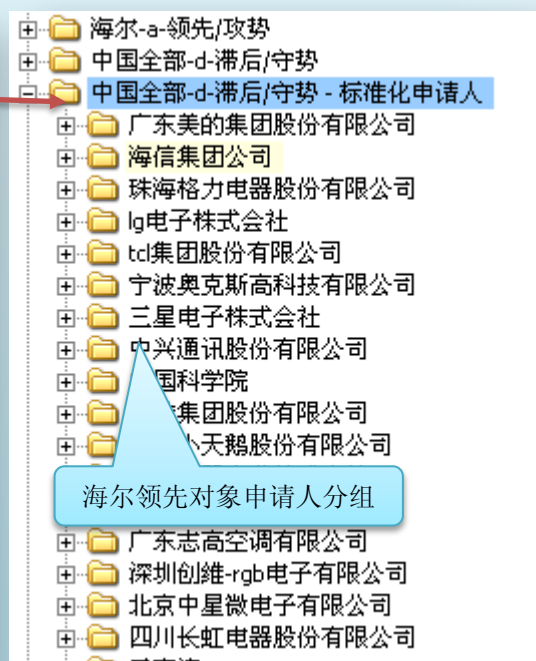 海尔-a-领先/攻势
中国全部-d-滞后/守势
中国全部-d-滞后/守势 - 标准化申请人
广东美的集团股份有限公司
海信集团公司
珠海格力电器股份有限公司
lg电子株式会社
tcl集团股份有限公司
宁波奥克斯高科技有限公司
三星电子株式会社
中兴通讯股份有限公司
国科学院
集团股份有限公司
小天鹅股份有限公司
海尔领先对象申请人分组
广东志高空调有限公司
深圳创维-rgb电子有限公司
北京中星微电子有限公司
四川长虹电器股份有限公司